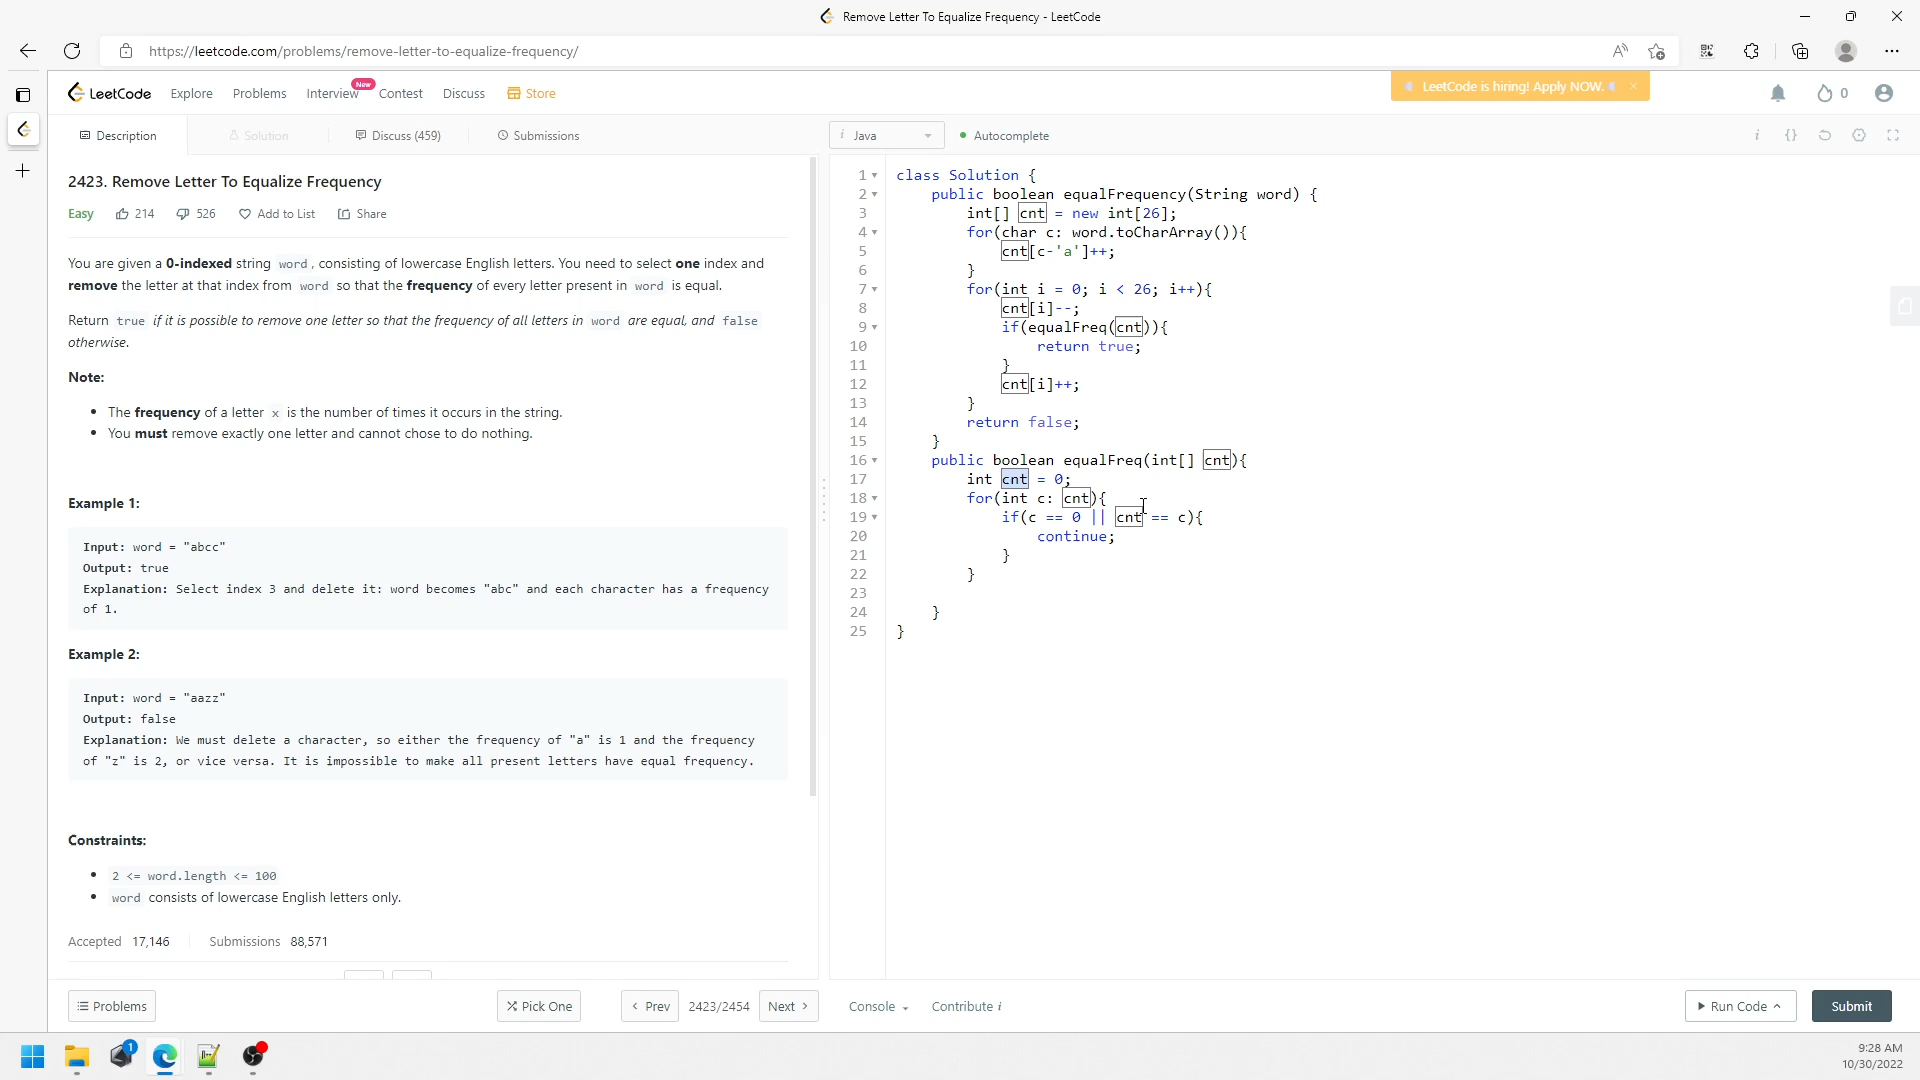 Remove Letter To Equalize Frequency - LeetCode
https://leetcode.com/problems/remove-letter-to-equalize-frequency/
LeetCode Explore Problems Interview New Contest Discuss Store
LeetCode is hiring! Apply NOW.
0
Description Solution Discuss (459) Submissions
i Java Autocomplete
2423. Remove Letter To Equalize Frequency
Easy 214 526 Add to List Share
You are given a 0-indexed string word, consisting of lowercase English letters. You need to select one index and
remove the letter at that index from word so that the frequency of every letter present in word is equal.
Return true if it is possible to remove one letter so that the frequency of all letters in word are equal, and false
otherwise.
Note:
• The frequency of a letter x is the number of times it occurs in the string.
• You must remove exactly one letter and cannot chose to do nothing.
Example 1:
Input: word = "abcc"
Output: true
Explanation: Select index 3 and delete it: word becomes "abc" and each character has a frequency
of 1.
Example 2:
Input: word = "aazz"
Output: false
Explanation: We must delete a character, so either the frequency of "a" is 1 and the frequency
of "z" is 2, or vice versa. It is impossible to make all present letters have equal frequency.
Constraints:
• 2 <= word.length <= 100
• word consists of lowercase English letters only.
Accepted 17,146 Submissions 88,571
1 class Solution {
2 public boolean equalFrequency(String word) {
3 int[] cnt = new int[26];
4 for(char c: word.toCharArray()){
5 cnt[c-'a']++;
6 }
7 for(int i = 0; i < 26; i++){
8 cnt[i]--;
9 if(equalFreq(cnt)){
10 return true;
11 }
12 cnt[i]++;
13 }
14 return false;
15 }
16 public boolean equalFreq(int[] cnt){
17 int cnt = 0;
18 for(int c: cnt){
19 if(c == 0 || cnt == c){
20 continue;
21 }
22 }
23
24 }
25 }
Problems Pick One Prev 2423/2454 Next Console Contribute i Run Code Submit
1
9:28 AM
10/30/2022